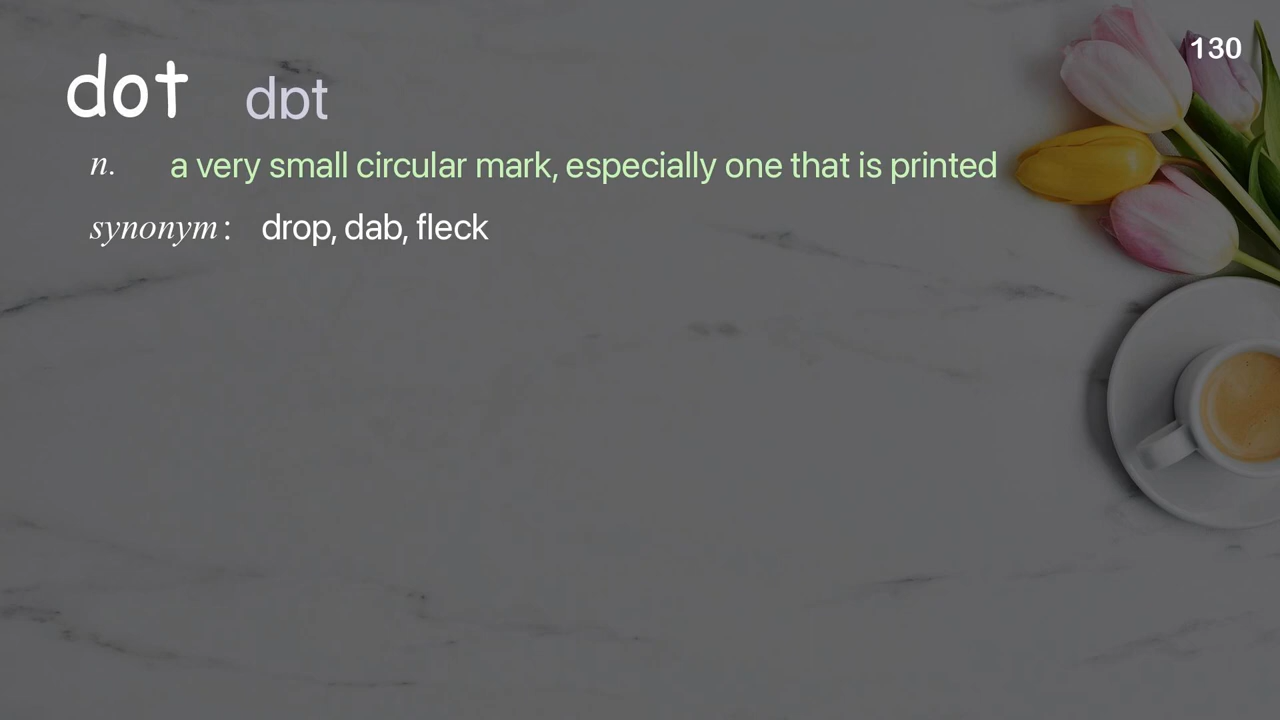 130
dot dɒt
n. a very small circular mark, especially one that is printed
synonym : drop, dab, fleck